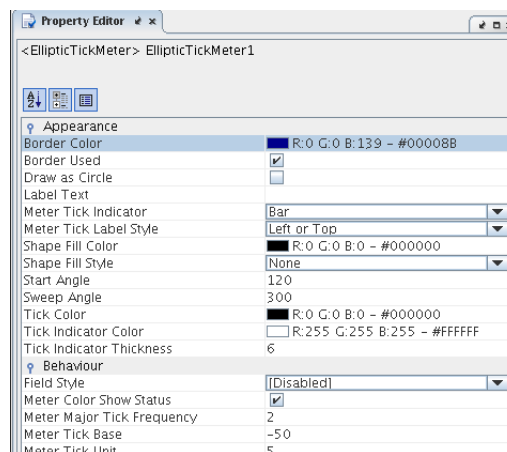 Property Editor
<EllipticTickMeter> EllipticTickMeter1
Appearance
Border Color R:0 G:0 B:139 - #00008B
Border Used
Draw as Circle
Label Text
Meter Tick Indicator Bar
Meter Tick Label Style Left or Top
Shape Fill Color R:0 G:0 B:0 - #000000
Shape Fill Style None
Start Angle 120
Sweep Angle 300
Tick Color R:0 G:0 B:0 - #000000
Tick Indicator Color R:255 G:255 B:255 - #FFFFFF
Tick Indicator Thickness 6
Behaviour
Field Style [Disabled]
Meter Color Show Status
Meter Major Tick Frequency 2
Meter Tick Base -50
Meter Tick Unit 5